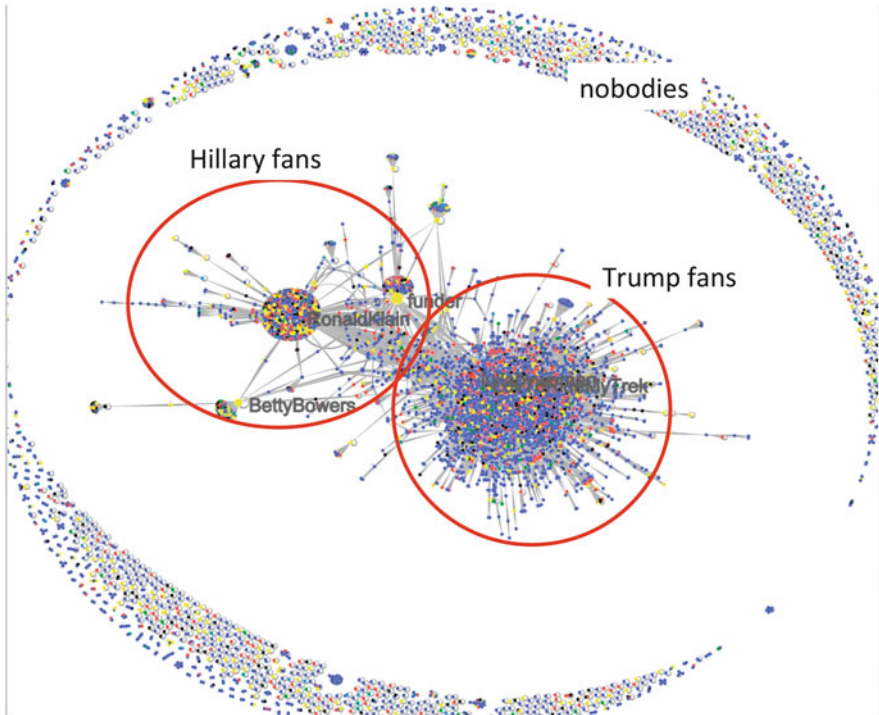 nobodies
Hillary fans
Trump fans
funder
RonaldKlain
BettyBowers